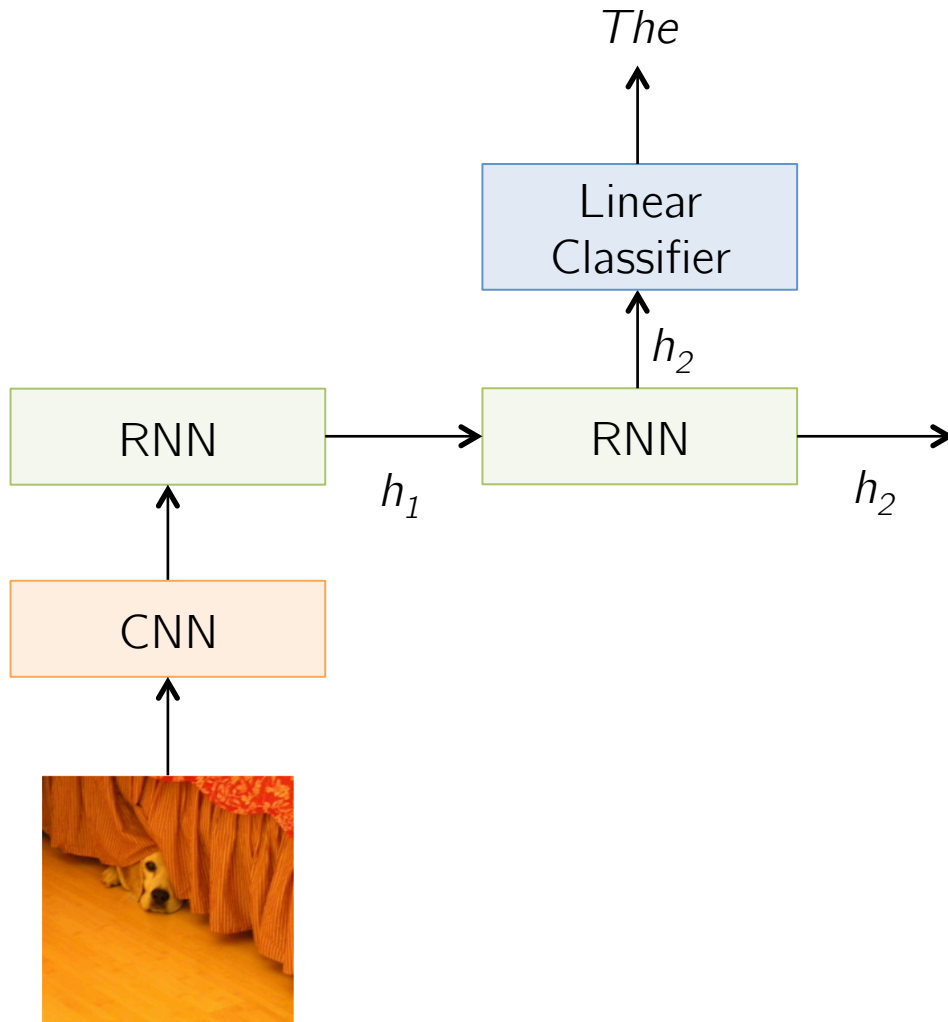 The
Linear
Classifier
h₂
RNN
h₁
RNN
h₂
CNN